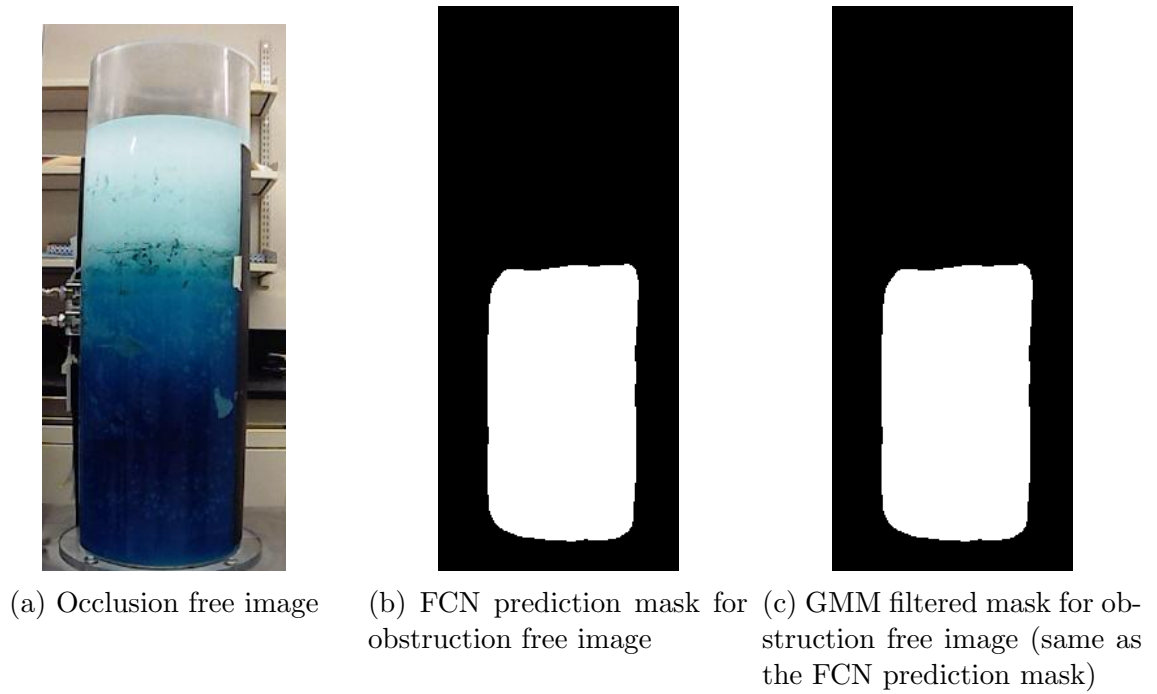 (a) Occlusion free image
(b) FCN prediction mask for
obstruction free image
(c) GMM filtered mask for ob-
struction free image (same as
the FCN prediction mask)